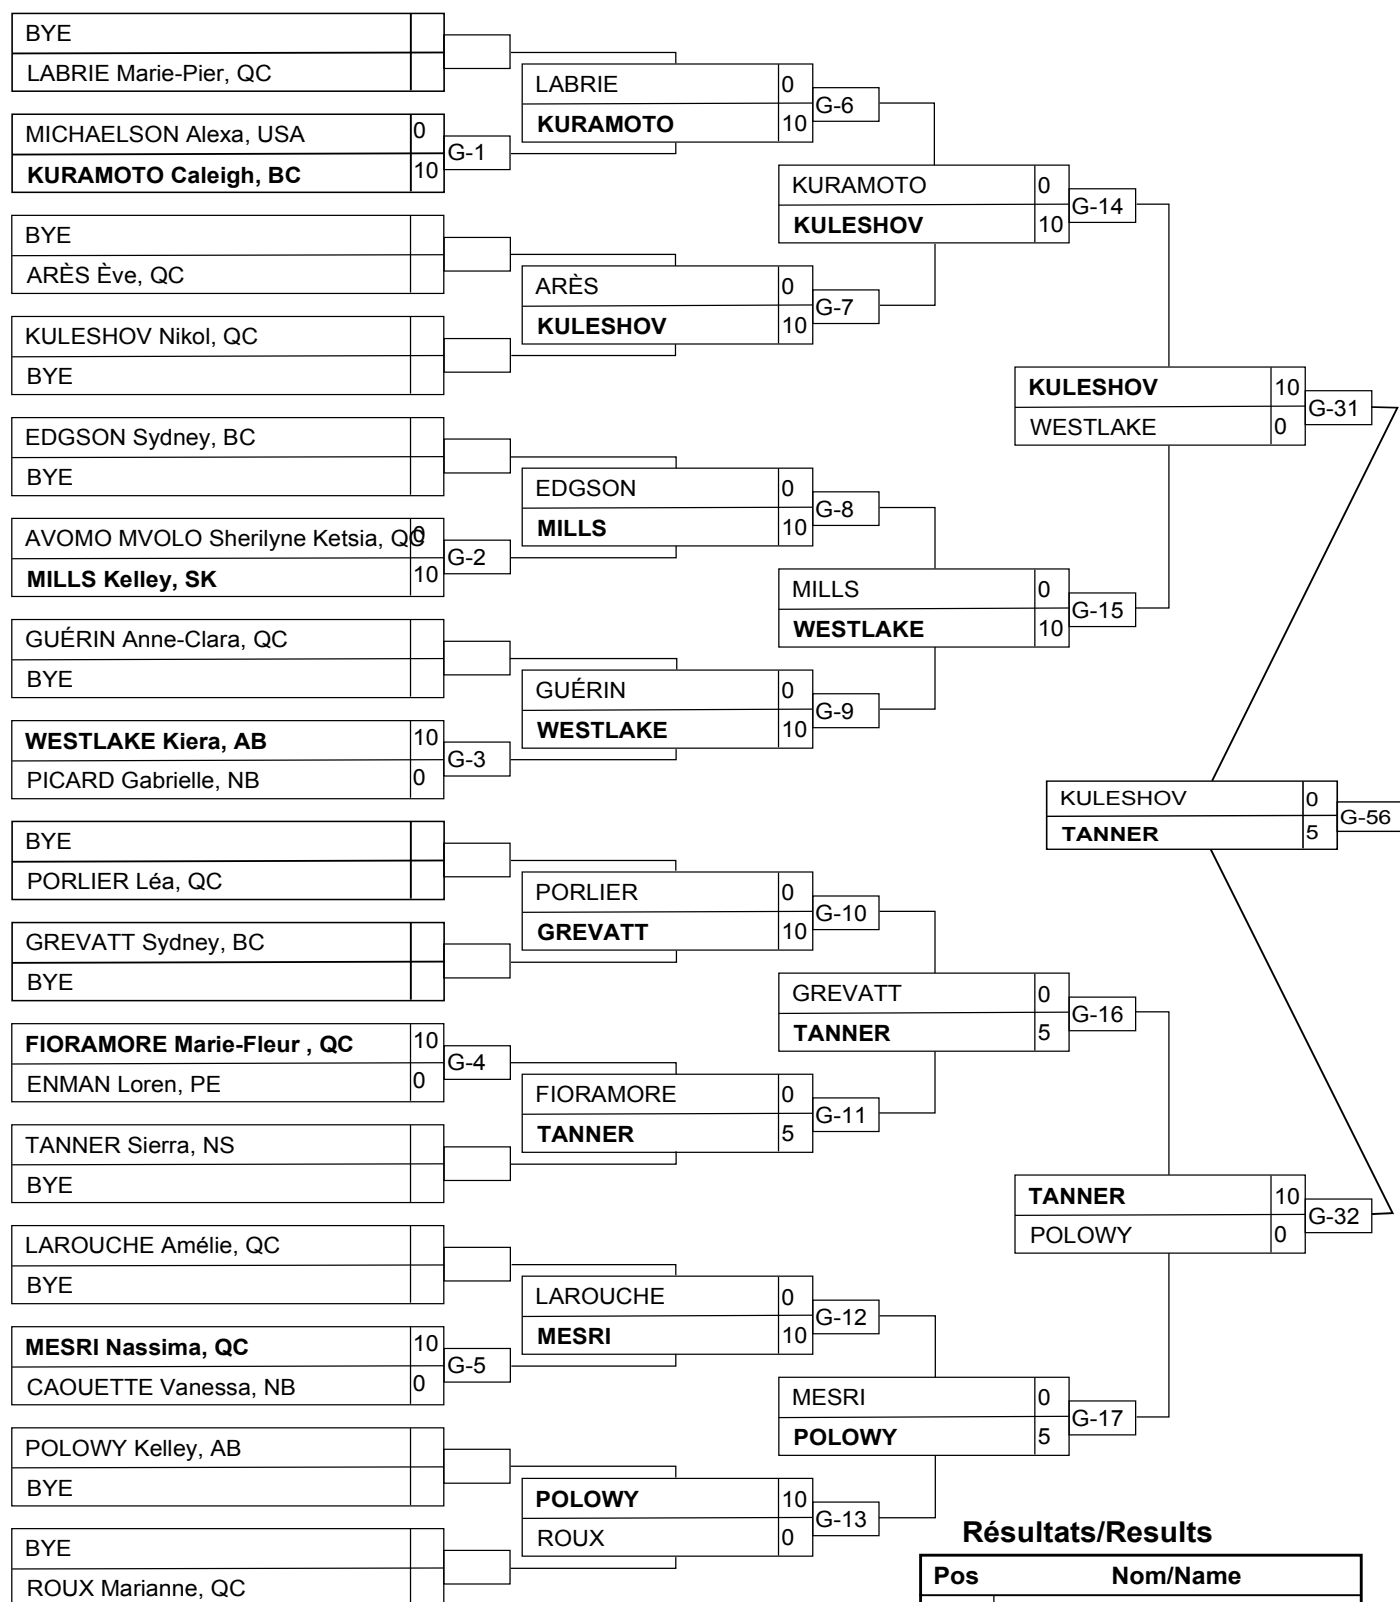 BYE
LABRIE Marie-Pier, QC
MICHAELSON Alexa, USA 0
KURAMOTO Caleigh, BC 10
G-1
BYE
ARÈS Ève, QC
KULESHOV Nikol, QC
BYE
EDGSON Sydney, BC
BYE
AVOMO MVOLO Sherilyne Ketsia, QC 0
MILLS Kelley, SK 10
G-2
GUÉRIN Anne-Clara, QC
BYE
WESTLAKE Kiera, AB 10
PICARD Gabrielle, NB 0
G-3
BYE
PORLIER Léa, QC
GREVATT Sydney, BC
BYE
FIORAMORE Marie-Fleur , QC 10
ENMAN Loren, PE 0
G-4
TANNER Sierra, NS
BYE
LAROUCHE Amélie, QC
BYE
MESRI Nassima, QC 10
CAOUETTE Vanessa, NB 0
G-5
POLOWY Kelley, AB
BYE
BYE
ROUX Marianne, QC
LABRIE 0
KURAMOTO 10
G-6
ARÈS 0
KULESHOV 10
G-7
EDGSON 0
MILLS 10
G-8
GUÉRIN 0
WESTLAKE 10
G-9
PORLIER 0
GREVATT 10
G-10
FIORAMORE 0
TANNER 5
G-11
LAROUCHE 0
MESRI 10
G-12
POLOWY 10
ROUX 0
G-13
KURAMOTO 0
KULESHOV 10
G-14
MILLS 0
WESTLAKE 10
G-15
GREVATT 0
TANNER 5
G-16
MESRI 0
POLOWY 5
G-17
KULESHOV 10
WESTLAKE 0
G-31
TANNER 10
POLOWY 0
G-32
KULESHOV 0
TANNER 5
G-56
Résultats/Results
Pos Nom/Name